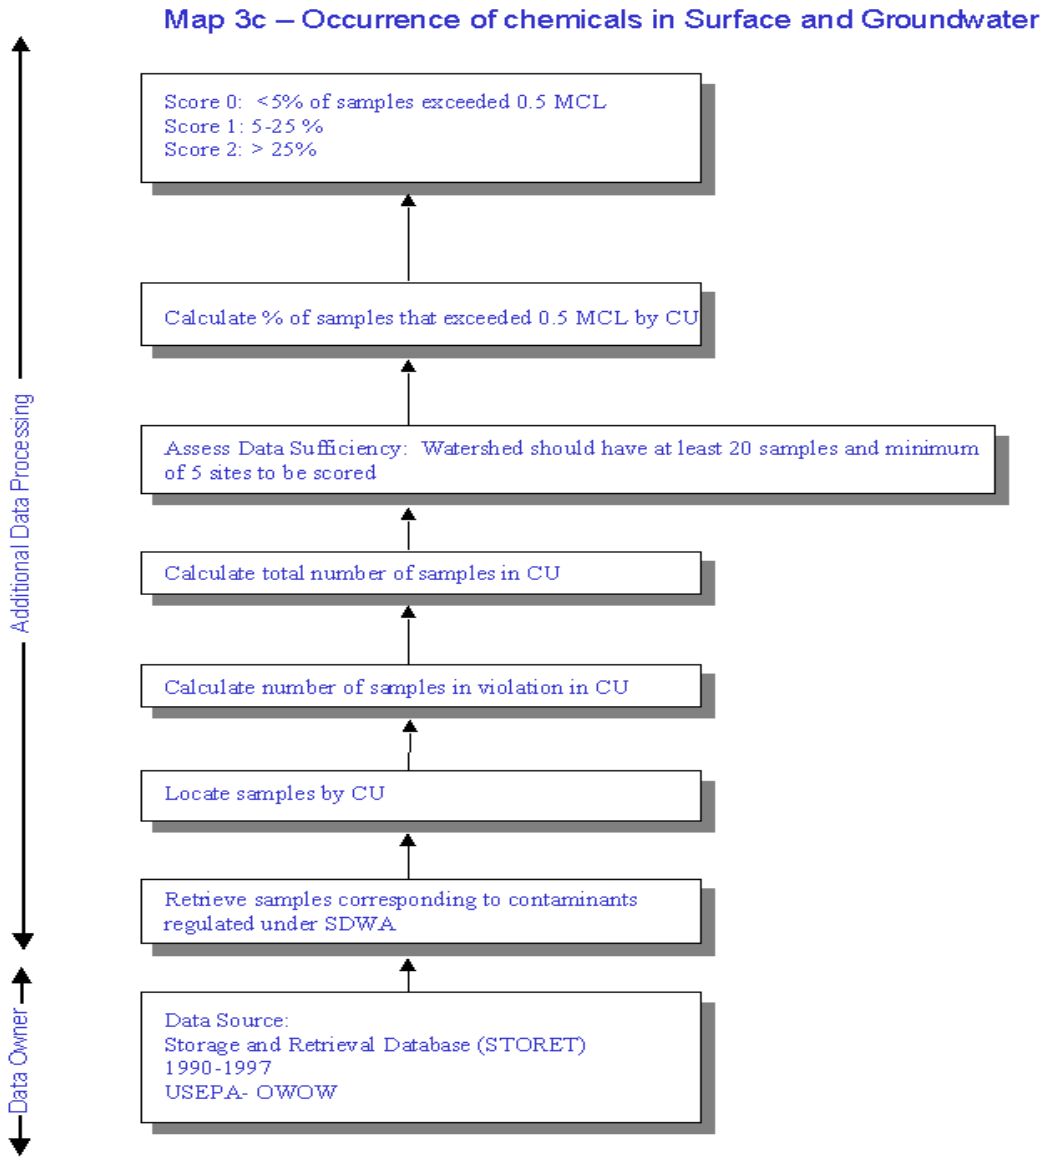 Map 3c – Occurrence of chemicals in Surface and Groundwater
Score 0:  <5% of samples exceeded 0.5 MCL
Score 1: 5-25 %
Score 2: > 25%
Calculate % of samples that exceeded 0.5 MCL by CU
Assess Data Sufficiency:  Watershed should have at least 20 samples and minimum
of 5 sites to be scored
Calculate total number of samples in CU
Calculate number of samples in violation in CU
Locate samples by CU
Retrieve samples corresponding to contaminants
regulated under SDWA
Data Source:
Storage and Retrieval Database (STORET)
1990-1997
USEPA- OWOW
Additional Data Processing
Data Owner